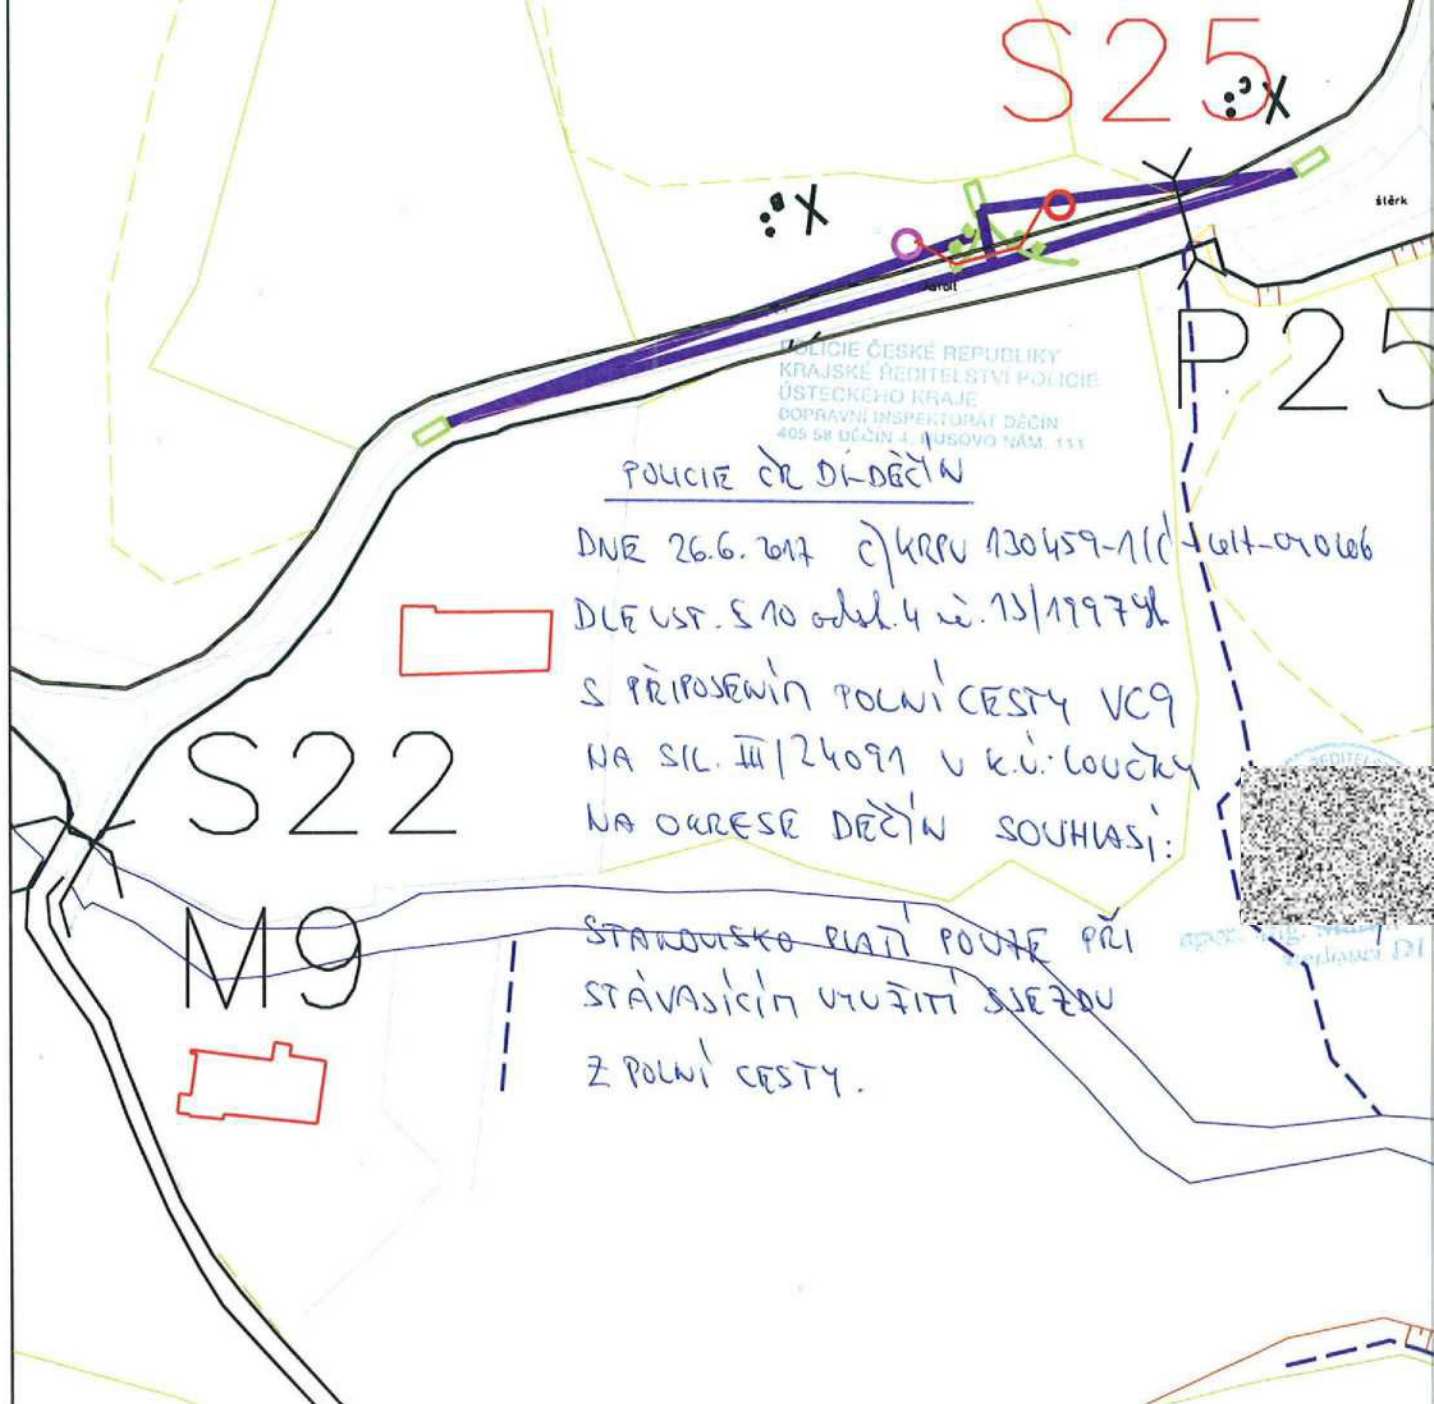 S25
X
X
štěrk
P25
POLICIE ČESKÉ REPUBLIKY
KRAJSKÉ ŘEDITELSTVÍ POLICIE
ÚSTECKÉHO KRAJE
DOPRAVNÍ INSPEKTORÁT DĚČÍN
405 58 DĚČÍN 4, HUSOVO NÁM. 111
POLICIE ČR DI-DĚČÍN
DNE 26.6.2017 ČJ KRPU 130459-1/Č
DLE UST. § 10 odst. 4 z.č. 13/1997 Sb
S PŘIPOJENÍM POLNÍ CESTY VC9
NA SIL. III/24091 V K.Ú. LOUČKY
NA OKRESE DĚČÍN SOUHLASÍ:
S22
M9
STANOVISKO PLATÍ POUZE PŘI
STÁVAJÍCÍM VYUŽITÍ SJEZDU
Z POLNÍ CESTY.